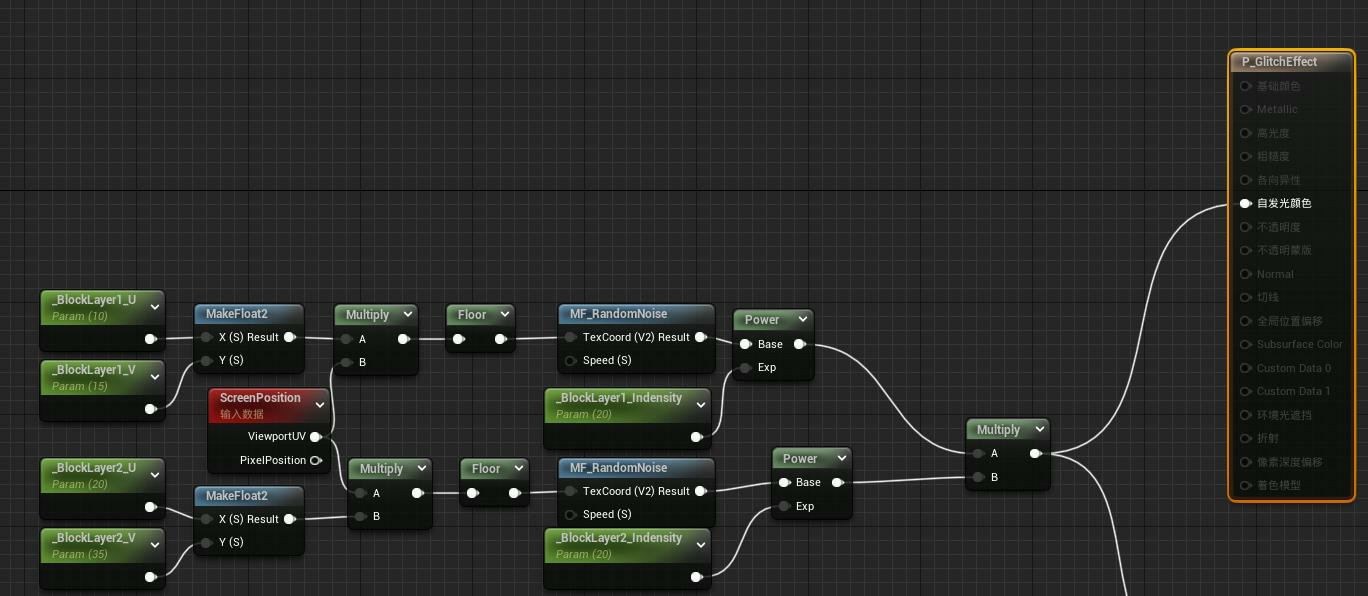 P_GlitchEffect
基础颜色
Metallic
高光度
粗糙度
各向异性
自发光颜色
不透明度
不透明蒙版
Normal
切线
全局位置偏移
Subsurface Color
Custom Data 0
Custom Data 1
环境光遮挡
折射
像素深度偏移
着色模型
_BlockLayer1_U
Param (10)
MakeFloat2
X (S) Result
Y (S)
Multiply
A
B
Floor
MF_RandomNoise
TexCoord (V2) Result
Speed (S)
Power
Base
Exp
_BlockLayer1_V
Param (15)
ScreenPosition
输入数据
ViewportUV
PixelPosition
_BlockLayer1_Indensity
Param (20)
Multiply
A
B
_BlockLayer2_U
Param (20)
MakeFloat2
X (S) Result
Y (S)
Multiply
A
B
Floor
MF_RandomNoise
TexCoord (V2) Result
Speed (S)
Power
Base
Exp
_BlockLayer2_V
Param (35)
_BlockLayer2_Indensity
Param (20)